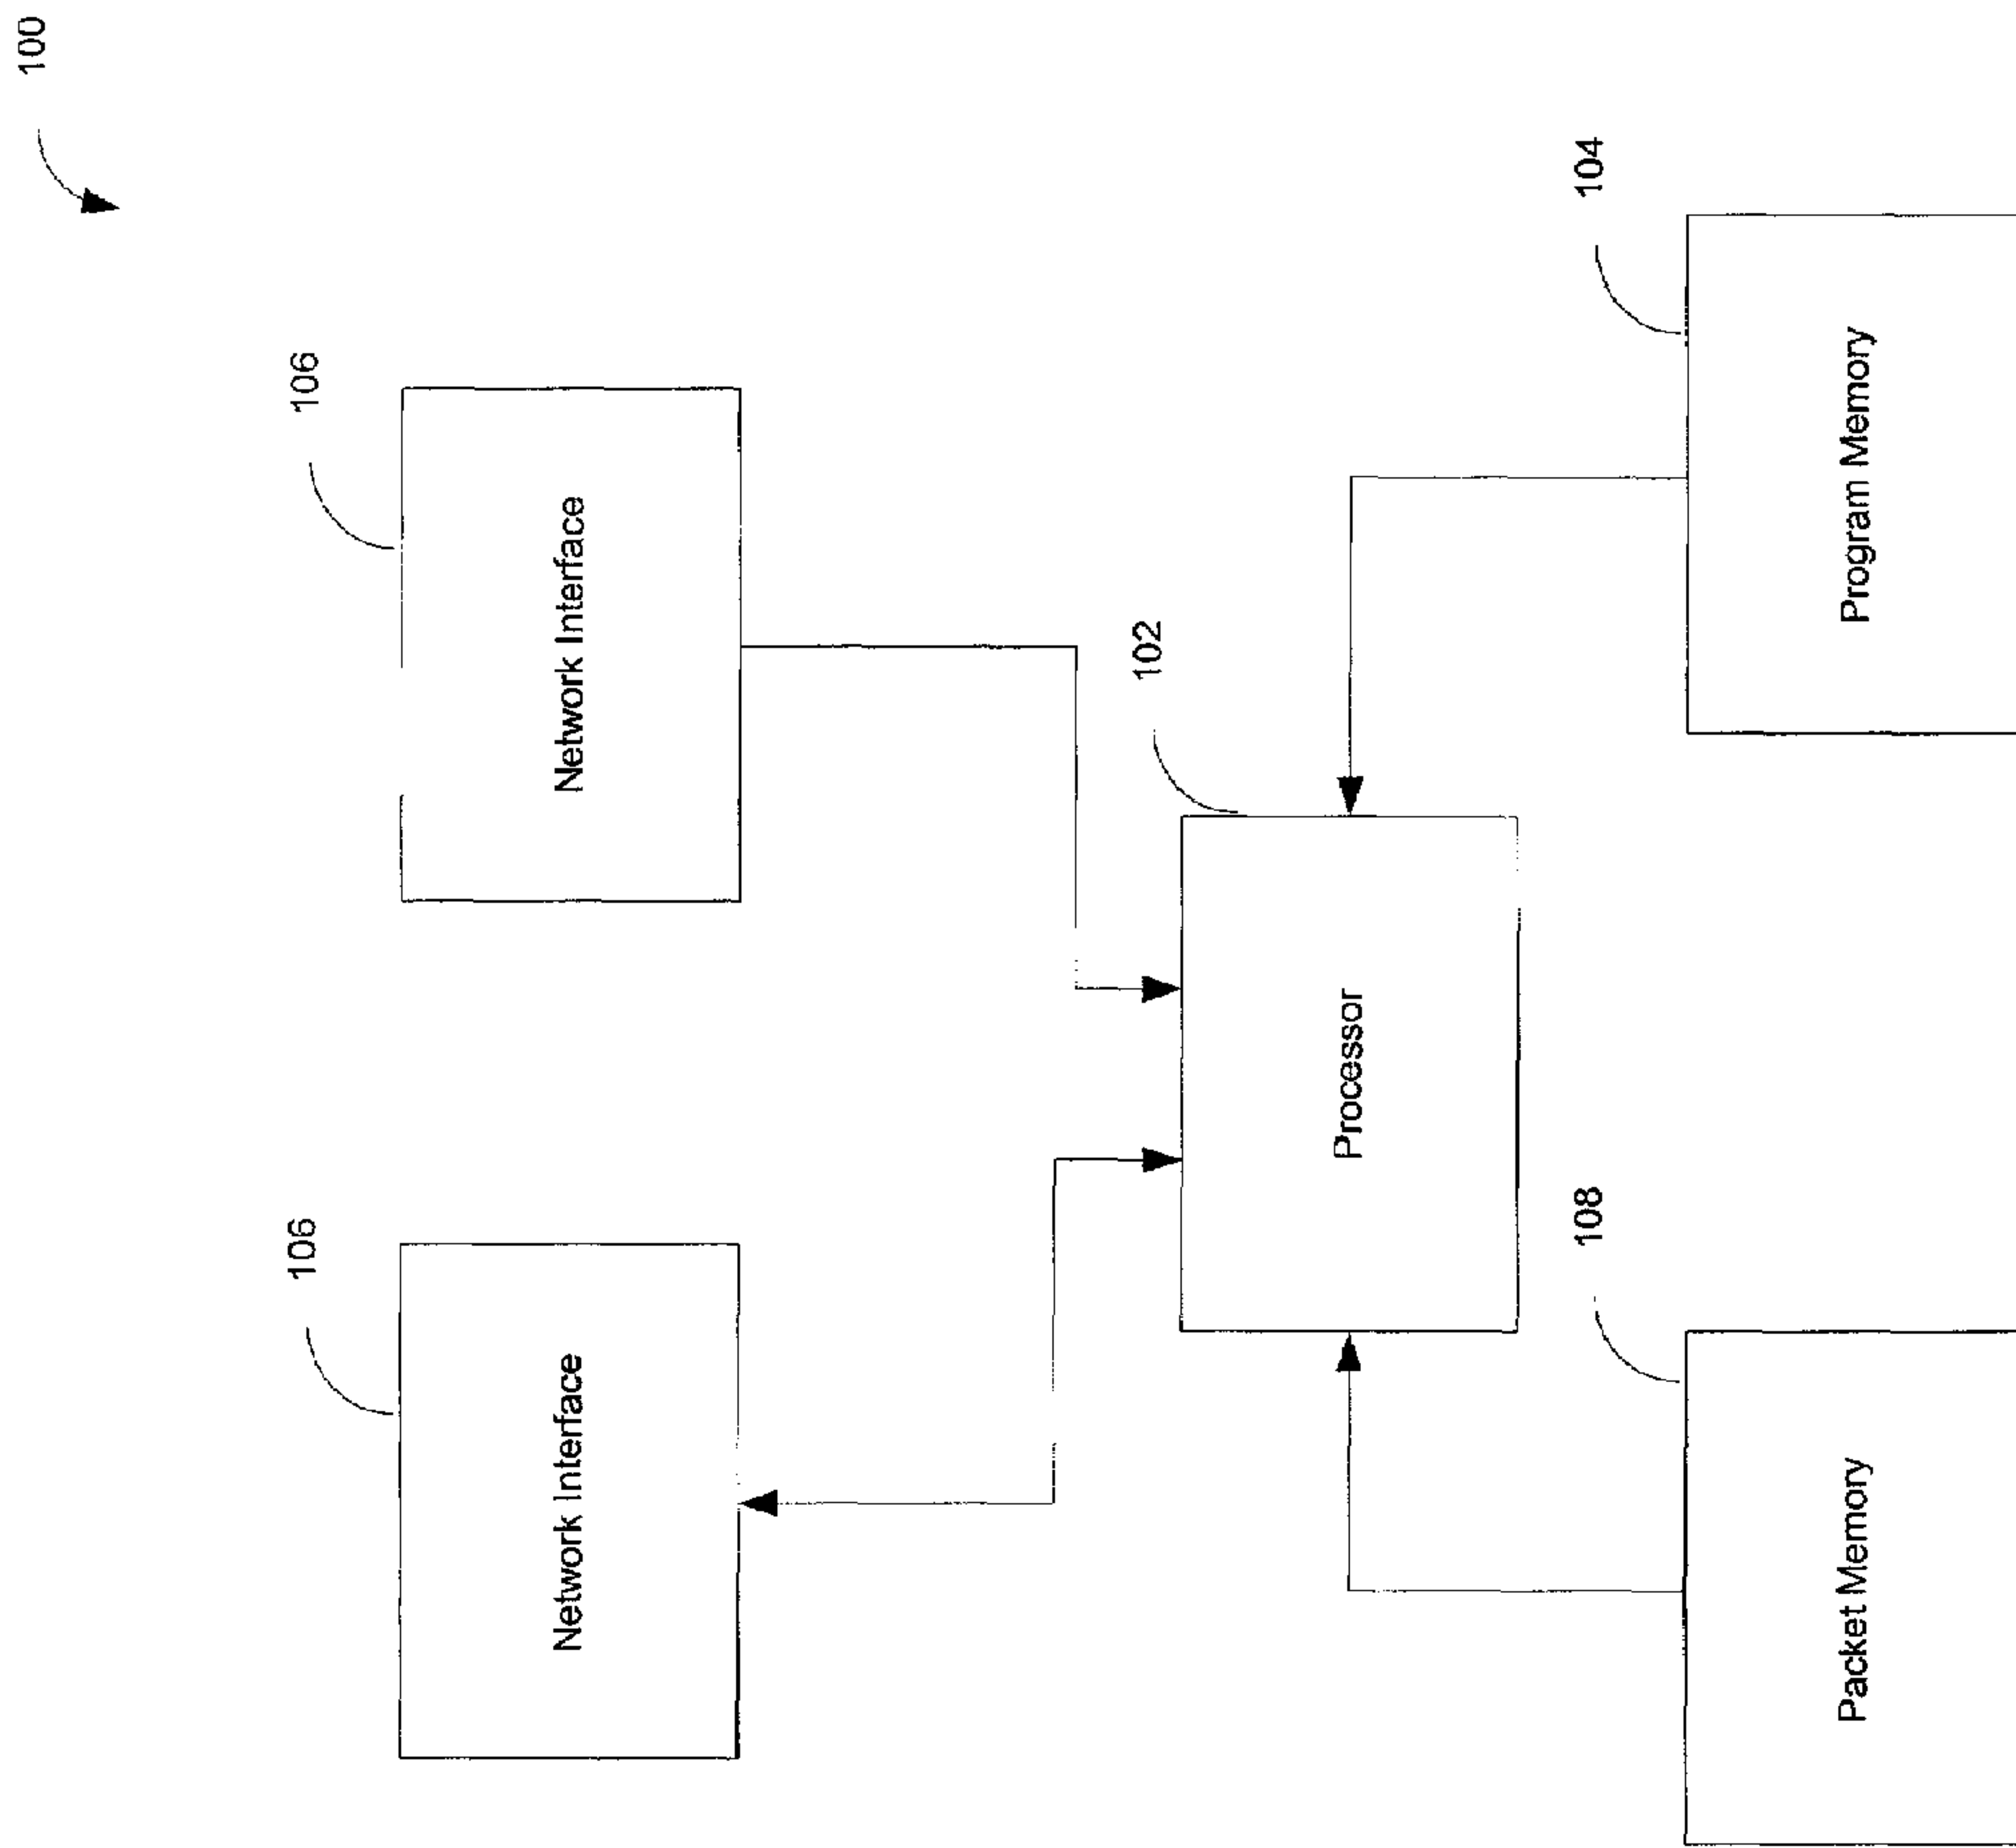 100
106
Network Interface
106
Network Interface
102
Processor
108
Packet Memory
104
Program Memory